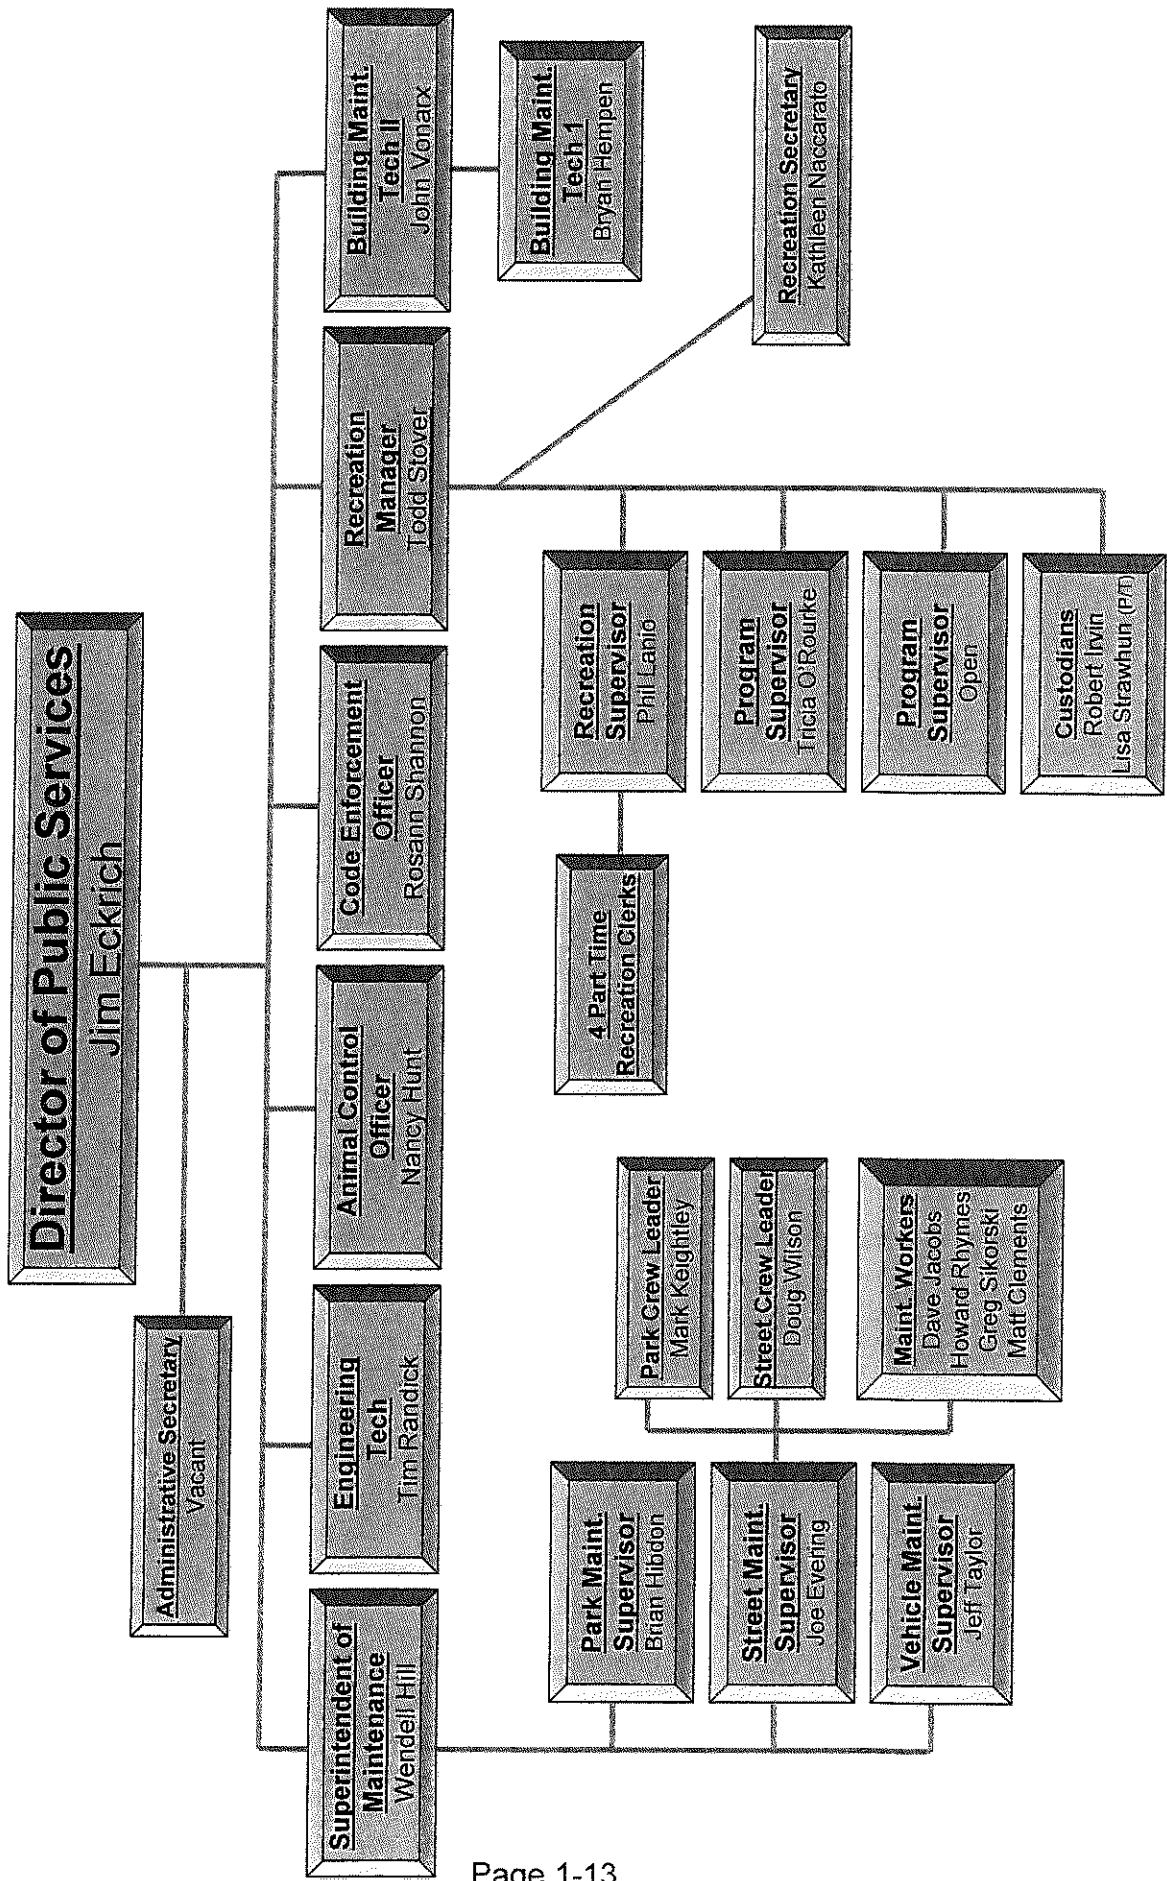 Director of Public Services
Jim Eckrich
Administrative Secretary
Vacant
Superintendent of
Maintenance
Wendell Hill
Engineering
Tech
Tim Randick
Animal Control
Officer
Nancy Hunt
Code Enforcement
Officer
Rosann Shannon
Recreation
Manager
Todd Stover
Building Maint.
Tech II
John Vonarx
Building Maint.
Tech 1
Bryan Hempen
Park Maint.
Supervisor
Brian Hibdon
Street Maint.
Supervisor
Joe Evering
Vehicle Maint.
Supervisor
Jeff Taylor
Park Crew Leader
Mark Keightley
Street Crew Leader
Doug Wilson
Maint. Workers
Dave Jacobs
Howard Rhymes
Greg Sikorski
Matt Clements
4 Part Time
Recreation Clerks
Recreation
Supervisor
Phil Lanio
Program
Supervisor
Tricia O'Rourke
Program
Supervisor
Open
Custodians
Robert Irvin
Lisa Strawhun (P/T)
Recreation Secretary
Kathleen Naccarato
Page 1-13